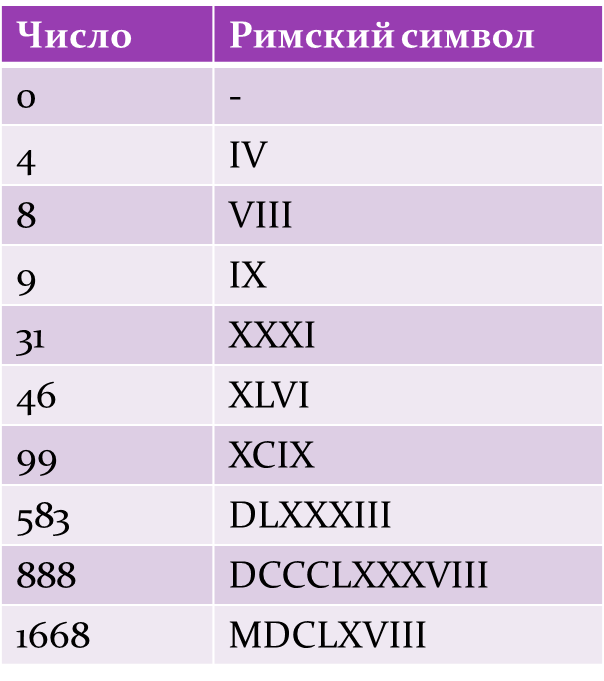 Число Римский символ
0 -
4 IV
8 VIII
9 IX
31 XXXI
46 XLVI
99 XCIX
583 DLXXXIII
888 DCCCLXXXVIII
1668 MDCLXVIII